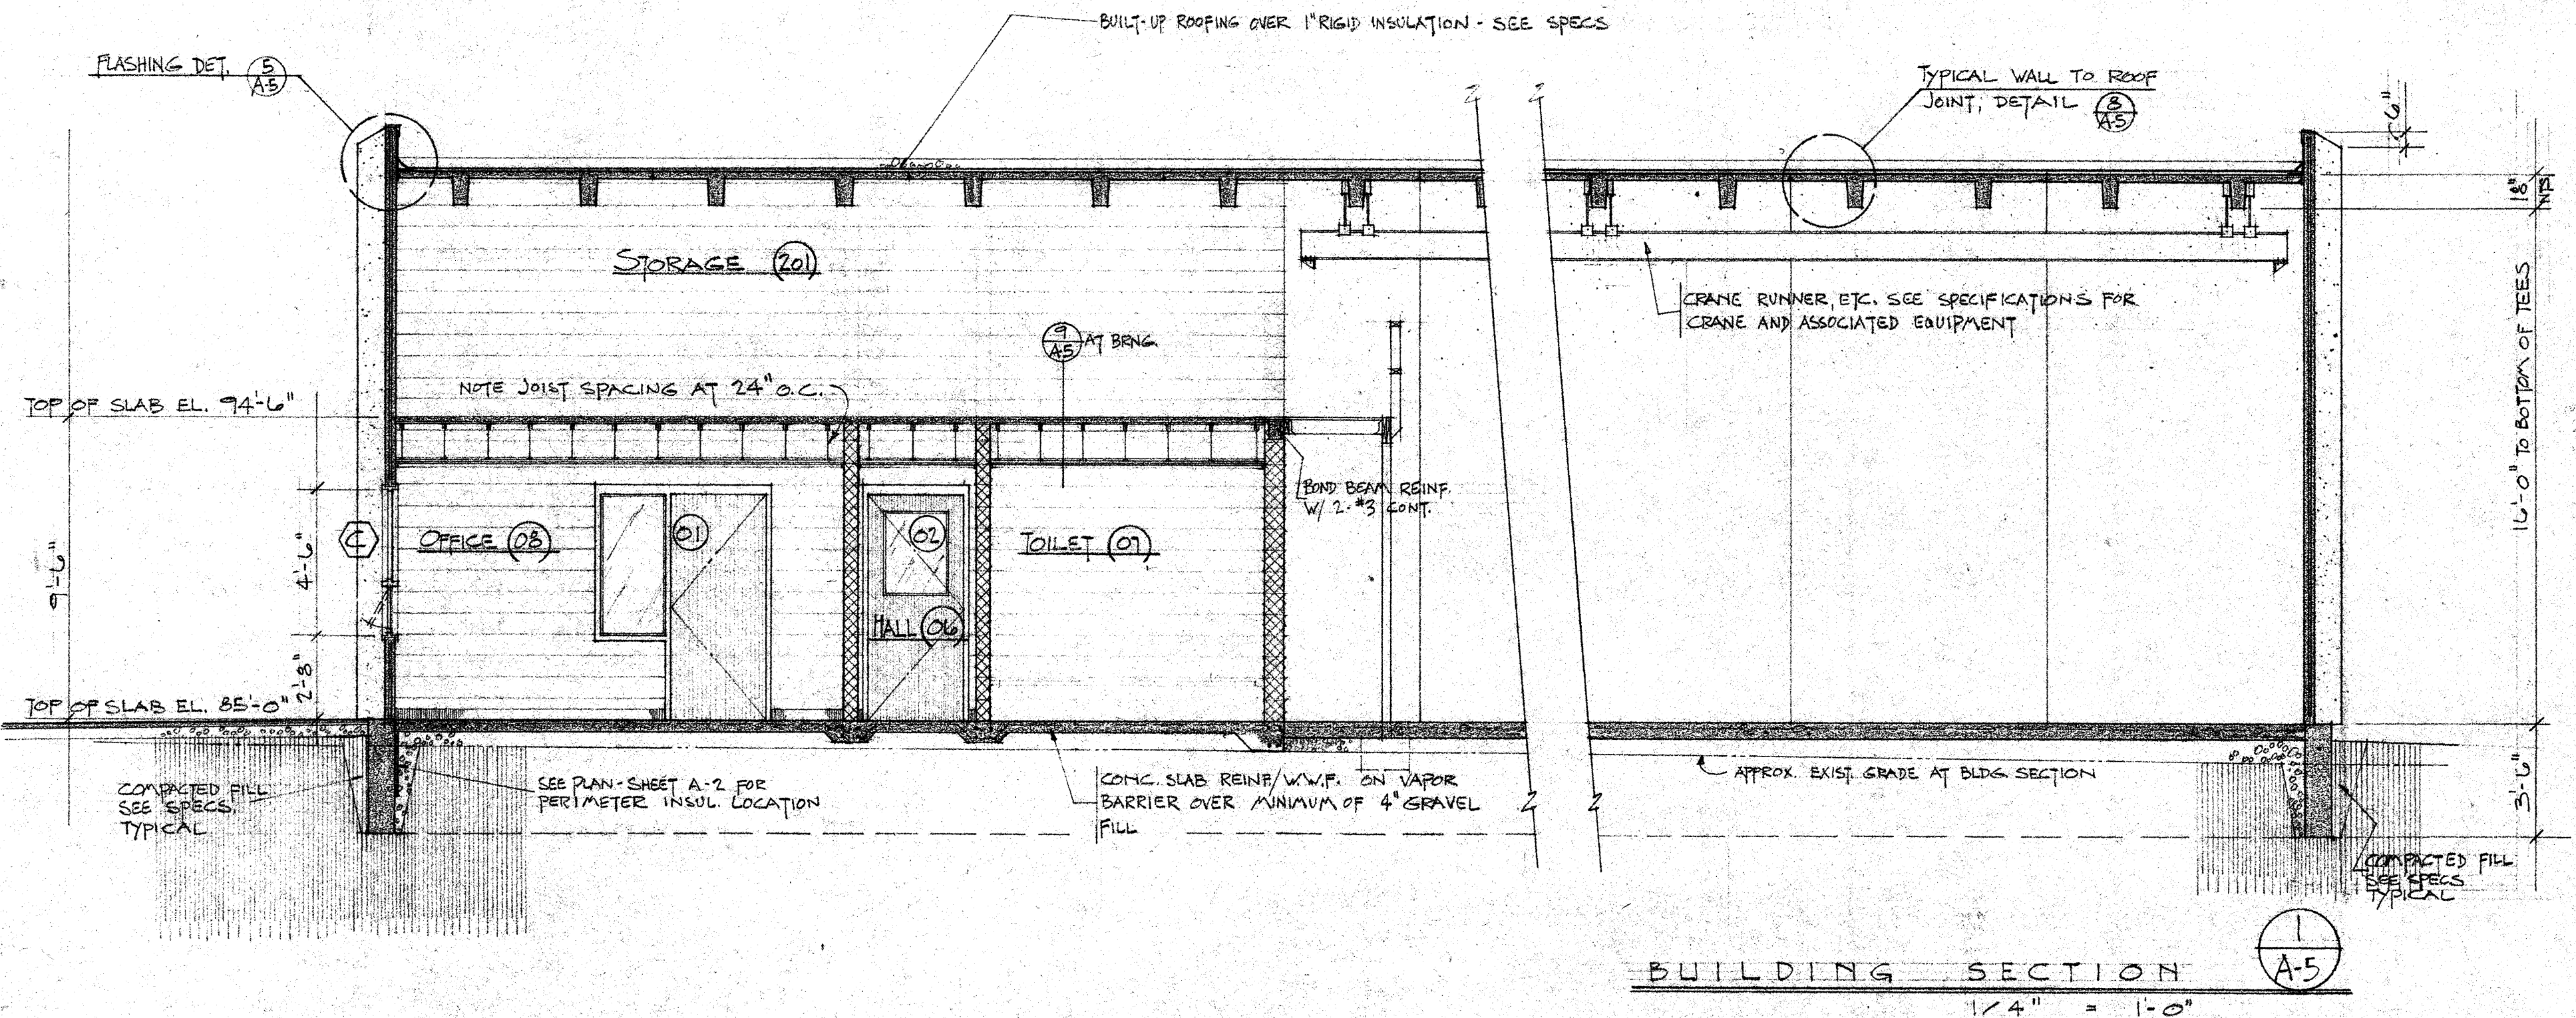 BUILT-UP ROOFING OVER 1" RIGID INSULATION - SEE SPECS
FLASHING DET. 5
A-5
TYPICAL WALL TO ROOF
JOINT, DETAIL 8
A-5
6"
18"
STORAGE 201
CRANE RUNNER, ETC. SEE SPECIFICATIONS FOR
CRANE AND ASSOCIATED EQUIPMENT
16'-0" TO BOTTOM OF TEES
9
A-5 AT BRNG.
NOTE JOIST SPACING AT 24" O.C.
TOP OF SLAB EL. 94'-6"
BOND BEAM REINF.
W/ 2-#3 CONT.
9'-6"
4'-6"
C
OFFICE 08
01
02
TOILET 07
HALL 06
2'-8"
TOP OF SLAB EL. 85'-0"
COMPACTED FILL
SEE SPECS.
TYPICAL
SEE PLAN-SHEET A-2 FOR
PERIMETER INSUL. LOCATION
CONC. SLAB REINF./W.W.F. ON VAPOR
BARRIER OVER MINIMUM OF 4" GRAVEL
FILL
APPROX. EXIST. GRADE AT BLDG. SECTION
3'-6"
COMPACTED FILL
SEE SPECS
TYPICAL
BUILDING SECTION
1
A-5
1/4" = 1'-0"